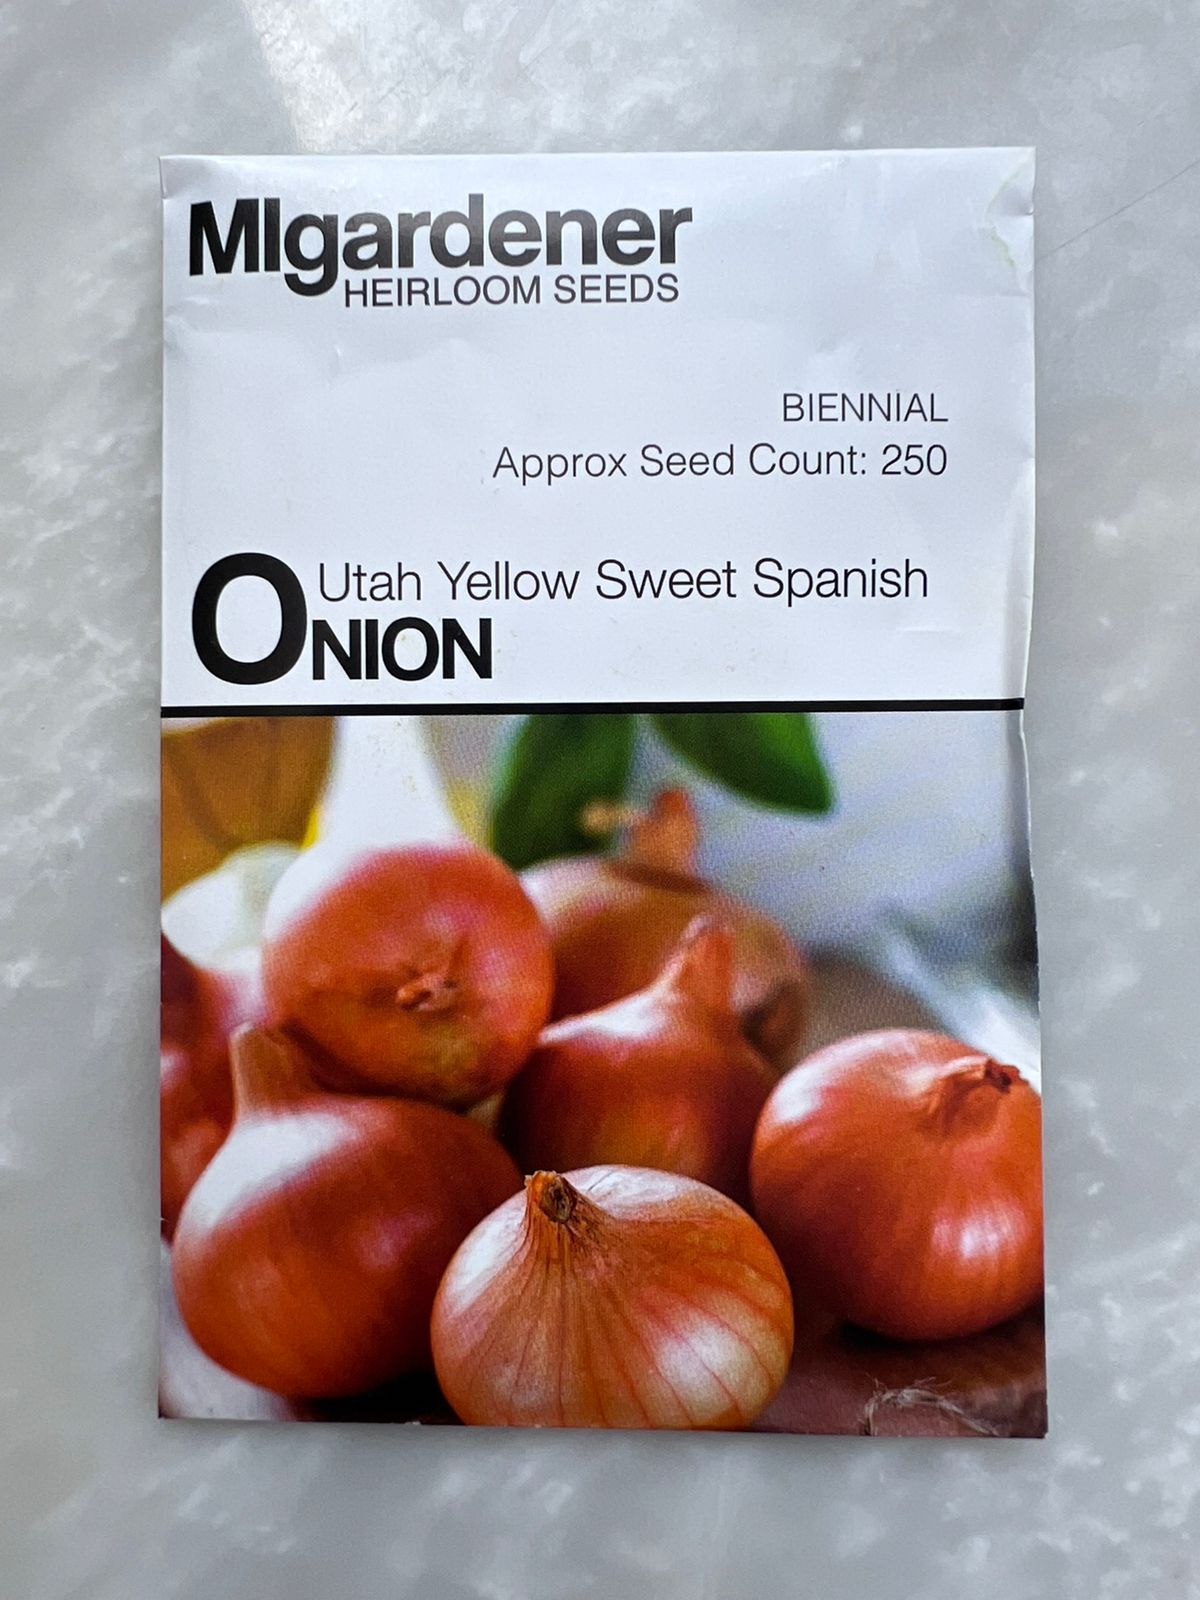 MIgardener
HEIRLOOM SEEDS
BIENNIAL
Approx Seed Count: 250
Utah Yellow Sweet Spanish
ONION